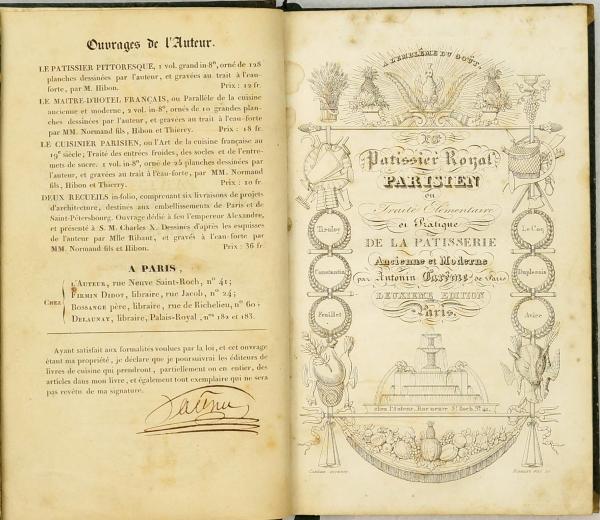 Ouvrages de l'Auteur.
LE PATISSIER PITTORESQUE, 1 vol. grand in-8°, orné de 128
planches dessinées par l'auteur, et gravées au trait à l'eau-
forte, par M. Hibon. Prix : 12 fr.
LE MAITRE D'HOTEL FRANÇAIS, ou Parallèle de la cuisine
ancienne et moderne, 2 vol. in-8°, ornés de 10 grandes plan-
ches dessinées par l'auteur, et gravées au trait à l'eau-forte
par MM. Normand fils, Hibon et Thierry. Prix : 18 fr.
LE CUISINIER PARISIEN, ou l'Art de la cuisine française au
19e siècle; Traité des entrées froides, des socles et de l'entre-
mets de sucre. 1 vol. in-8°, orné de 25 planches dessinées par
l'auteur, et gravées au trait à l'eau-forte, par MM. Normand
fils, Hibon et Thierry. Prix : 10 fr.
DEUX RECUEILS in-folio, comprenant six livraisons de projets
d'architecture, destinés aux embellissements de Paris et de
Saint-Pétersbourg. Ouvrage dédié à feu l'empereur Alexandre,
et présenté à S. M. Charles X. Dessinés d'après les esquisses
de l'auteur par Mlle Ribaut, et gravés à l'eau-forte par
MM. Normand fils et Hibon. Prix : 36 fr.
A PARIS,
CHEZ
L'AUTEUR, rue Neuve Saint-Roch, n° 41;
FIRMIN DIDOT, libraire, rue Jacob, n° 24;
BOSSANGE père, libraire, rue de Richelieu, n° 60;
DELAUNAY, libraire, Palais-Royal, nos 182 et 183.
Ayant satisfait aux formalités voulues par la loi, et cet ouvrage
étant ma propriété, je déclare que je poursuivrai les éditeurs de
livres de cuisine qui prendront, partiellement ou en entier, des
articles dans mon livre, et également tout exemplaire qui ne sera
pas revêtu de ma signature.
A L'EMBLÊME DU GOÛT.
LE
Patissier Royal
PARISIEN
ou
Traité Elémentaire
et Pratique
DE LA PATISSERIE
Ancienne et Moderne
par Antonin Carême de Paris
DEUXIEME EDITION
Paris.
Tiroloy
Constantin
Feuillet
Le Coq
Duplessis
Avice
chez l'Auteur, Rue neuve St. Roch, N° 41.